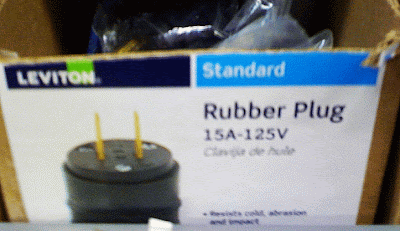 LEVITON
Standard
Rubber Plug
15A-125V
Clavija de hule
• Resists cold, abrasion
and impact